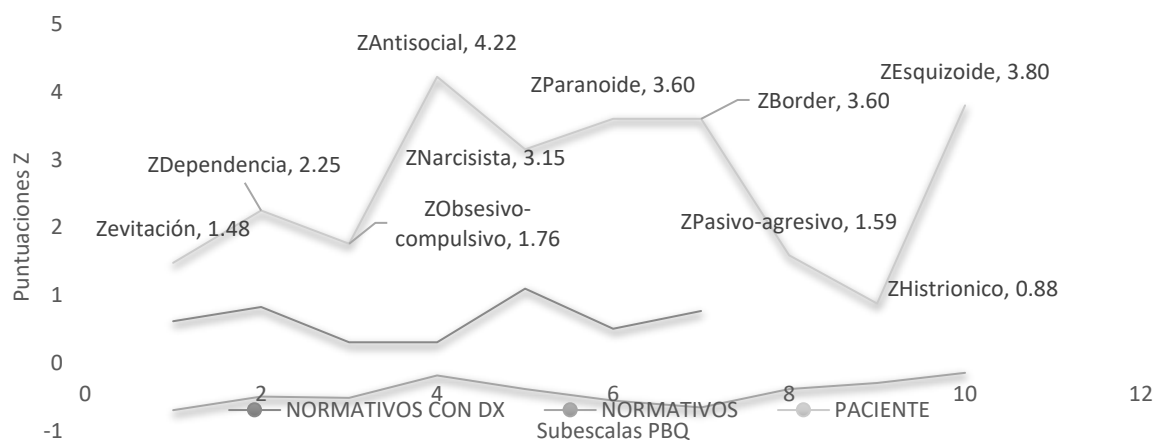 5
ZAntisocial, 4.22
ZEsquizoide, 3.80
4
ZParanoide, 3.60
ZBorder, 3.60
3
ZDependencia, 2.25
ZNarcisista, 3.15
ZObsesivo-
compulsivo, 1.76
Zevitación, 1.48
ZPasivo-agresivo, 1.59
2
ZHistrionico, 0.88
1
0
0 2 4 6 8 10 12
NORMATIVOS CON DX NORMATIVOS PACIENTE
-1
Subescalas PBQ
Puntuaciones Z